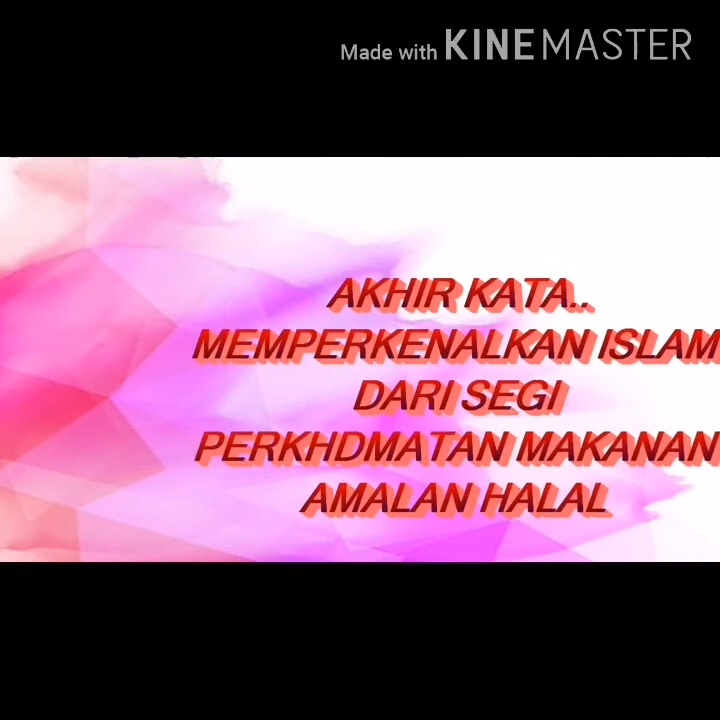 Made with KINEMASTER
AKHIR KATA..
MEMPERKENALKAN ISLAM
DARI SEGI
PERKHDMATAN MAKANAN
AMALAN HALAL